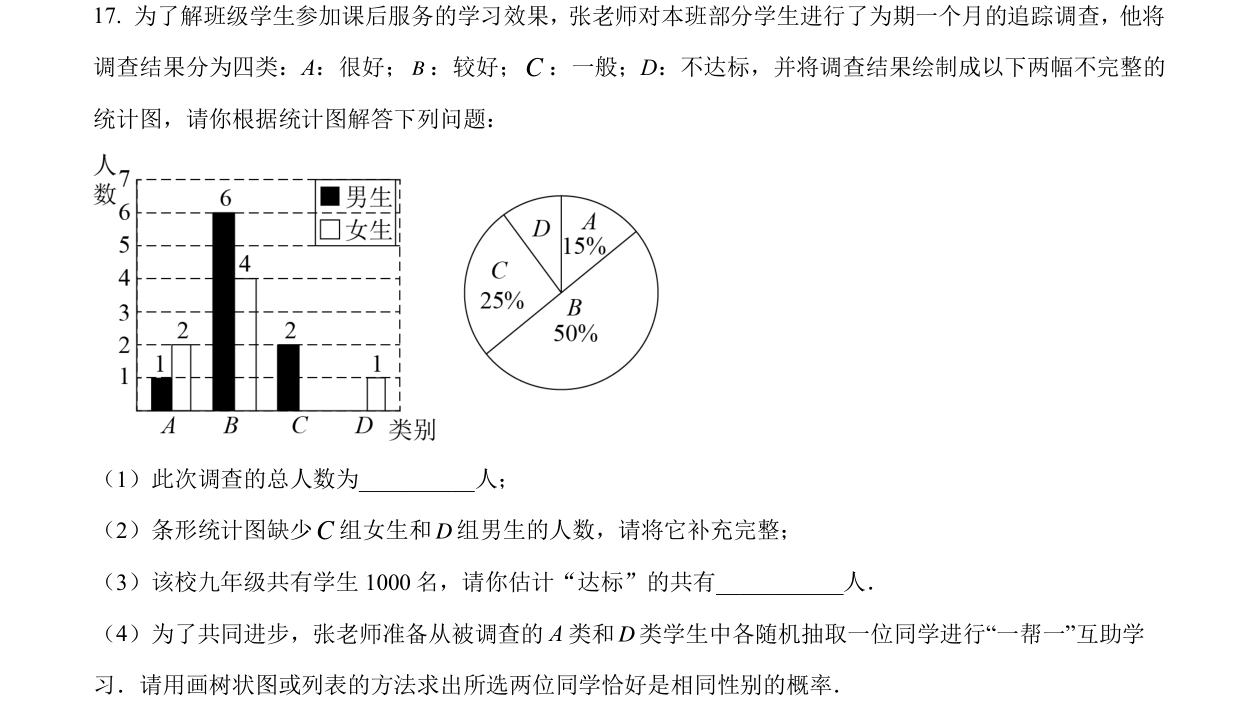 17. 为了解班级学生参加课后服务的学习效果，张老师对本班部分学生进行了为期一个月的追踪调查，他将
调查结果分为四类：A：很好；B：较好；C：一般；D：不达标，并将调查结果绘制成以下两幅不完整的
统计图，请你根据统计图解答下列问题：
人数
7
6
5
4
3
2
1
男生
女生
1
2
6
4
2
1
A B C D 类别
D
A
15%
C
25%
B
50%
（1）此次调查的总人数为__________人；
（2）条形统计图缺少C组女生和D组男生的人数，请将它补充完整；
（3）该校九年级共有学生 1000 名，请你估计“达标”的共有___________人．
（4）为了共同进步，张老师准备从被调查的 A 类和 D 类学生中各随机抽取一位同学进行“一帮一”互助学
习．请用画树状图或列表的方法求出所选两位同学恰好是相同性别的概率．